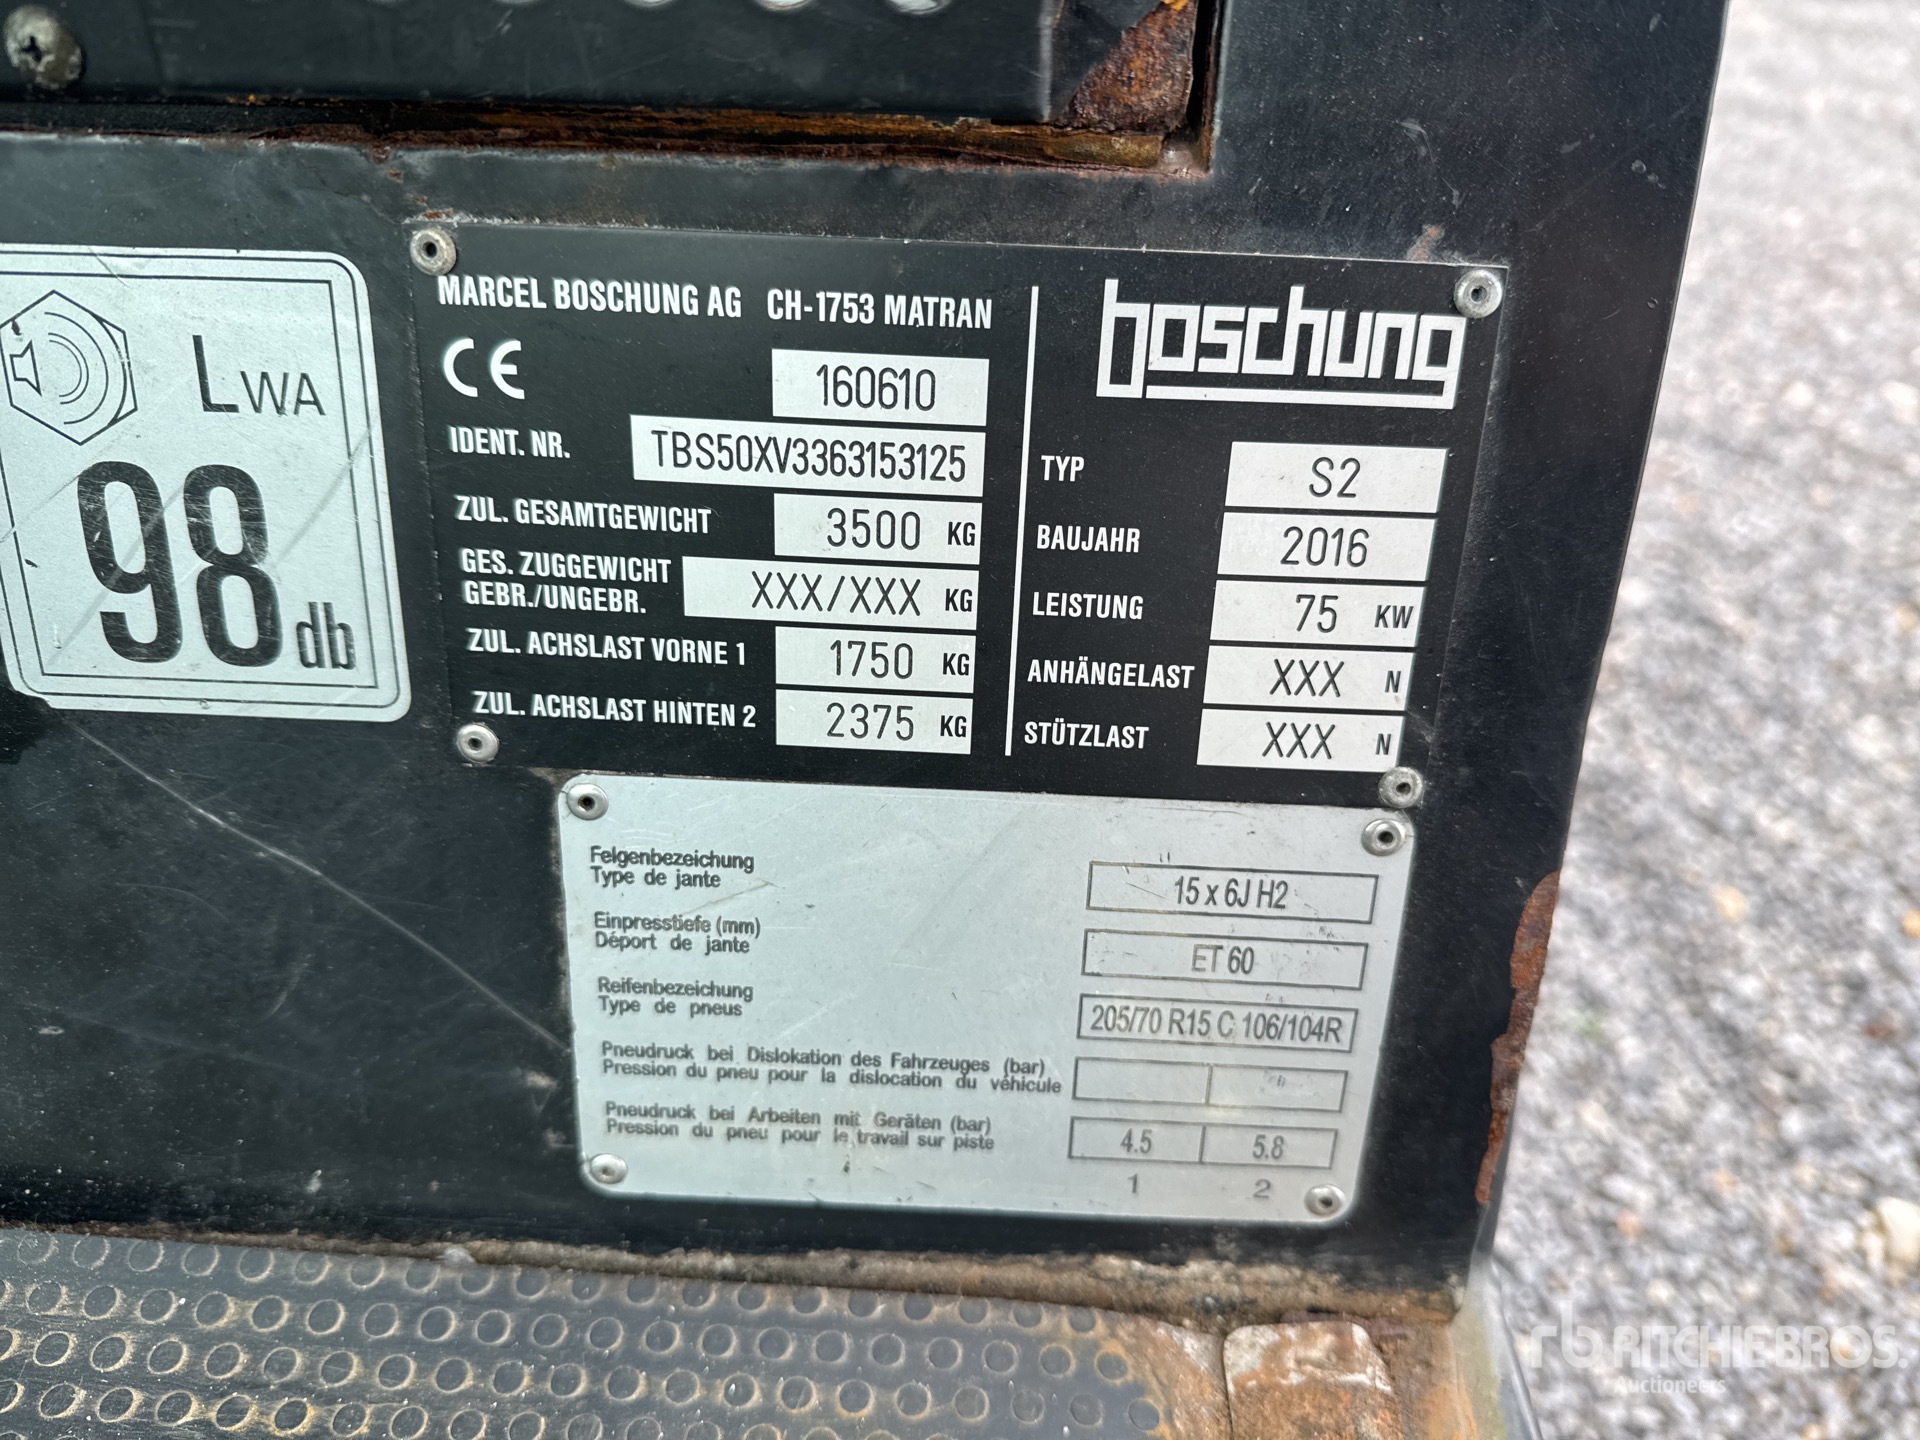 LWA
98 db
MARCEL BOSCHUNG AG CH-1753 MATRAN
CE 160610
IDENT. NR. TBS50XV3363153125
ZUL. GESAMTGEWICHT 3500 KG
GES. ZUGGEWICHT
GEBR./UNGEBR. XXX/XXX KG
ZUL. ACHSLAST VORNE 1 1750 KG
ZUL. ACHSLAST HINTEN 2 2375 KG
boschung
TYP S2
BAUJAHR 2016
LEISTUNG 75 KW
ANHÄNGELAST XXX N
STÜTZLAST XXX N
Felgenbezeichung
Type de jante 15 x 6J H2
Einpresstiefe (mm)
Déport de jante ET 60
Reifenbezeichung
Type de pneus 205/70 R15 C 106/104R
Pneudruck bei Dislokation des Fahrzeuges (bar)
Pression du pneu pour la dislocation du véhicule
Pneudruck bei Arbeiten mit Geräten (bar)
Pression du pneu pour le travail sur piste 4.5 5.8
1 2
rb RITCHIE BROS.
Auctioneers